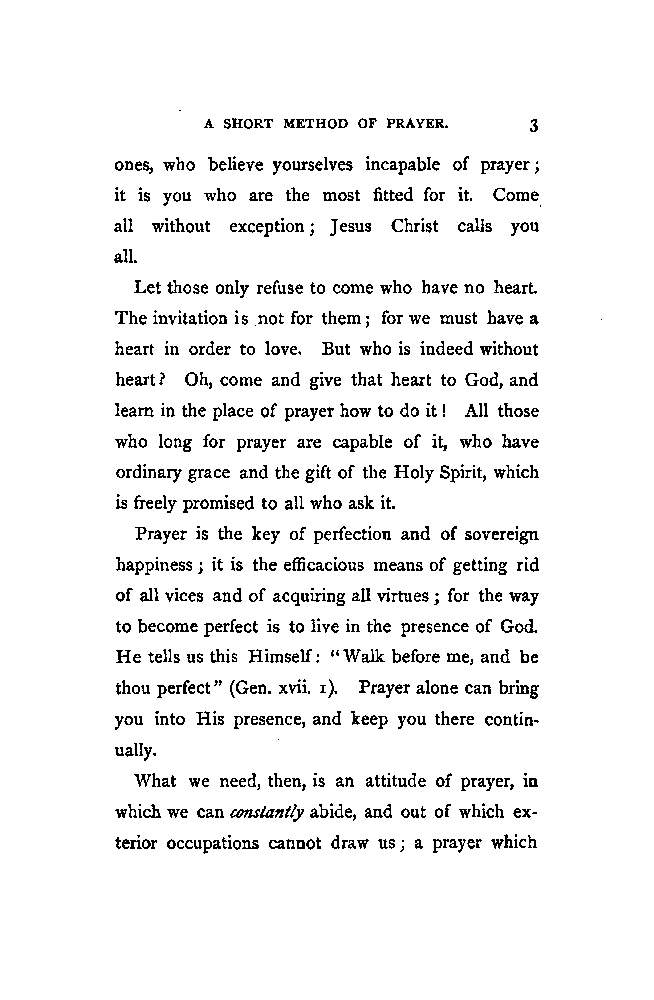 A SHORT METHOD OF PRAYER. 3
ones, who believe yourselves incapable of prayer;
it is you who are the most fitted for it. Come
all without exception; Jesus Christ calls you
all.
Let those only refuse to come who have no heart.
The invitation is not for them; for we must have a
heart in order to love. But who is indeed without
heart? Oh, come and give that heart to God, and
learn in the place of prayer how to do it! All those
who long for prayer are capable of it, who have
ordinary grace and the gift of the Holy Spirit, which
is freely promised to all who ask it.
Prayer is the key of perfection and of sovereign
happiness; it is the efficacious means of getting rid
of all vices and of acquiring all virtues; for the way
to become perfect is to live in the presence of God.
He tells us this Himself: “Walk before me, and be
thou perfect” (Gen. xvii. 1). Prayer alone can bring
you into His presence, and keep you there contin-
ually.
What we need, then, is an attitude of prayer, in
which we can constantly abide, and out of which ex-
terior occupations cannot draw us; a prayer which